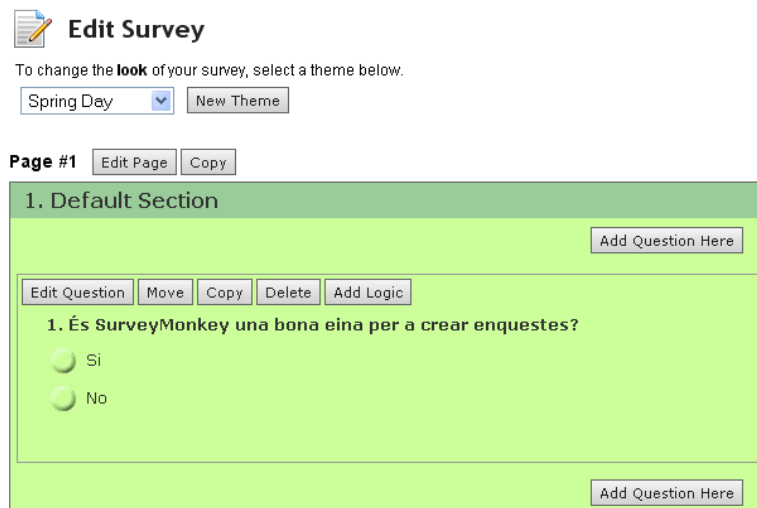 Edit Survey
To change the look of your survey, select a theme below.
Spring Day New Theme
Page #1 Edit Page Copy
1. Default Section
Add Question Here
Edit Question Move Copy Delete Add Logic
1. És SurveyMonkey una bona eina per a crear enquestes?
Si
No
Add Question Here